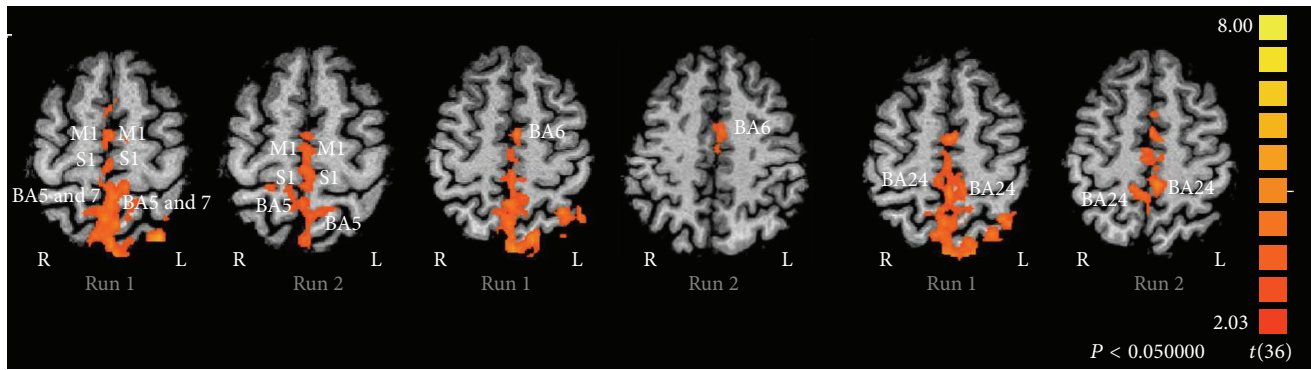 8.00
M1 M1
S1 S1
BA5 and 7 BA5 and 7
R L
Run 1
M1 M1
S1 S1
BA5 BA5
R L
Run 2
BA6
R L
Run 1
BA6
R L
Run 2
BA24 BA24
R L
Run 1
BA24 BA24
R L
Run 2
2.03
P < 0.050000 t(36)